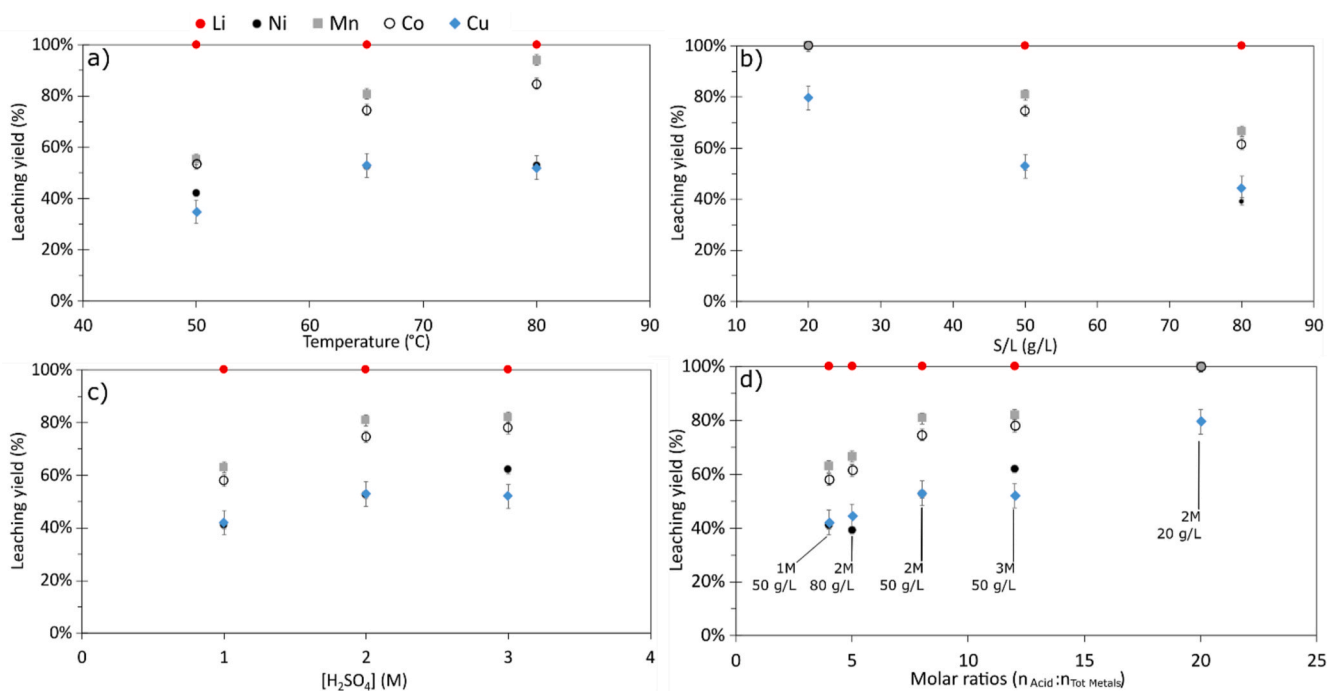 Li Ni Mn Co Cu
a)
100%
80%
60%
40%
20%
0%
Leaching yield (%)
40 50 60 70 80 90
Temperature (°C)
b)
100%
80%
60%
40%
20%
0%
Leaching yield (%)
10 20 30 40 50 60 70 80 90
S/L (g/L)
c)
100%
80%
60%
40%
20%
0%
Leaching yield (%)
0 1 2 3 4
[H₂SO₄] (M)
d)
100%
80%
60%
40%
20%
0%
Leaching yield (%)
1M
50 g/L
2M
80 g/L
2M
50 g/L
3M
50 g/L
2M
20 g/L
0 5 10 15 20 25
Molar ratios (n Acid:n Tot Metals)